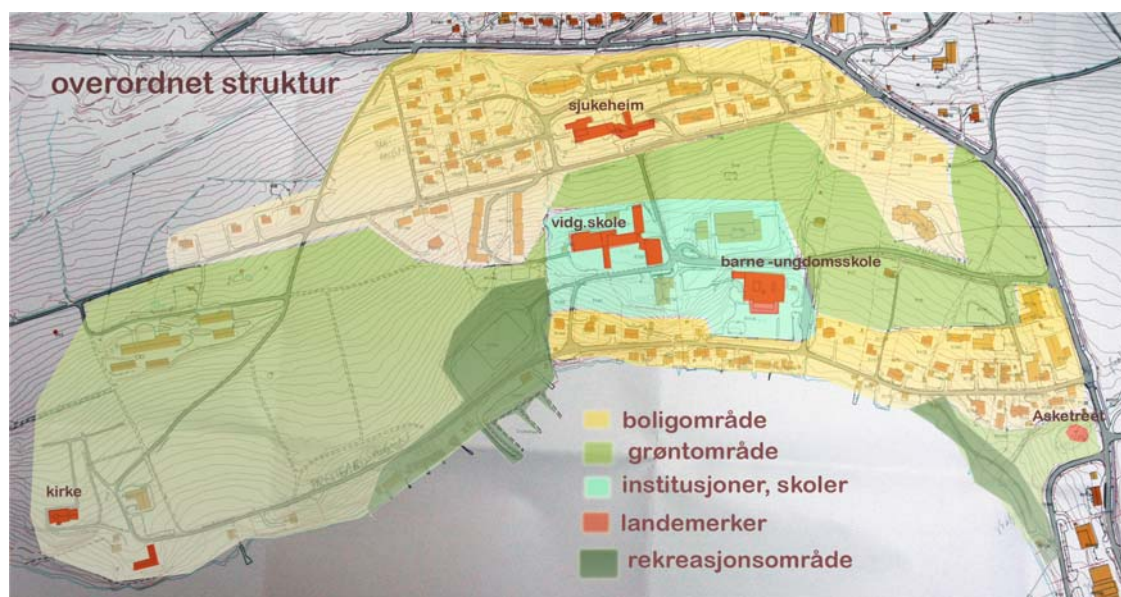 overordnet struktur
sjukeheim
vidg.skole
barne -ungdomsskole
Asketreet
kirke
boligområde
grøntområde
institusjoner, skoler
landemerker
rekreasjonsområde